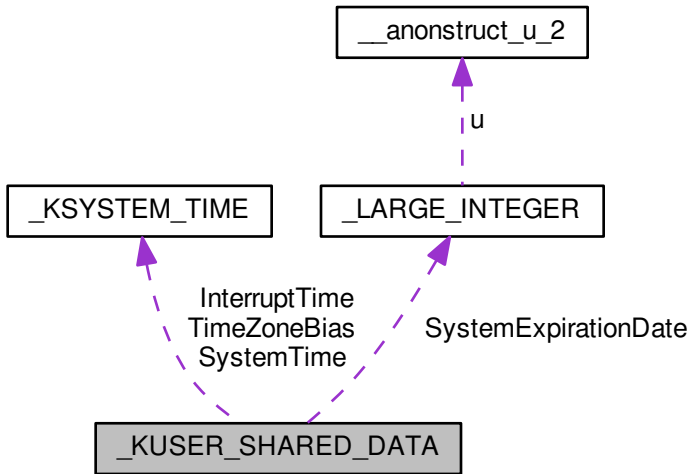 __anonstruct_u_2
u
_KSYSTEM_TIME
_LARGE_INTEGER
InterruptTime
TimeZoneBias
SystemTime
SystemExpirationDate
_KUSER_SHARED_DATA